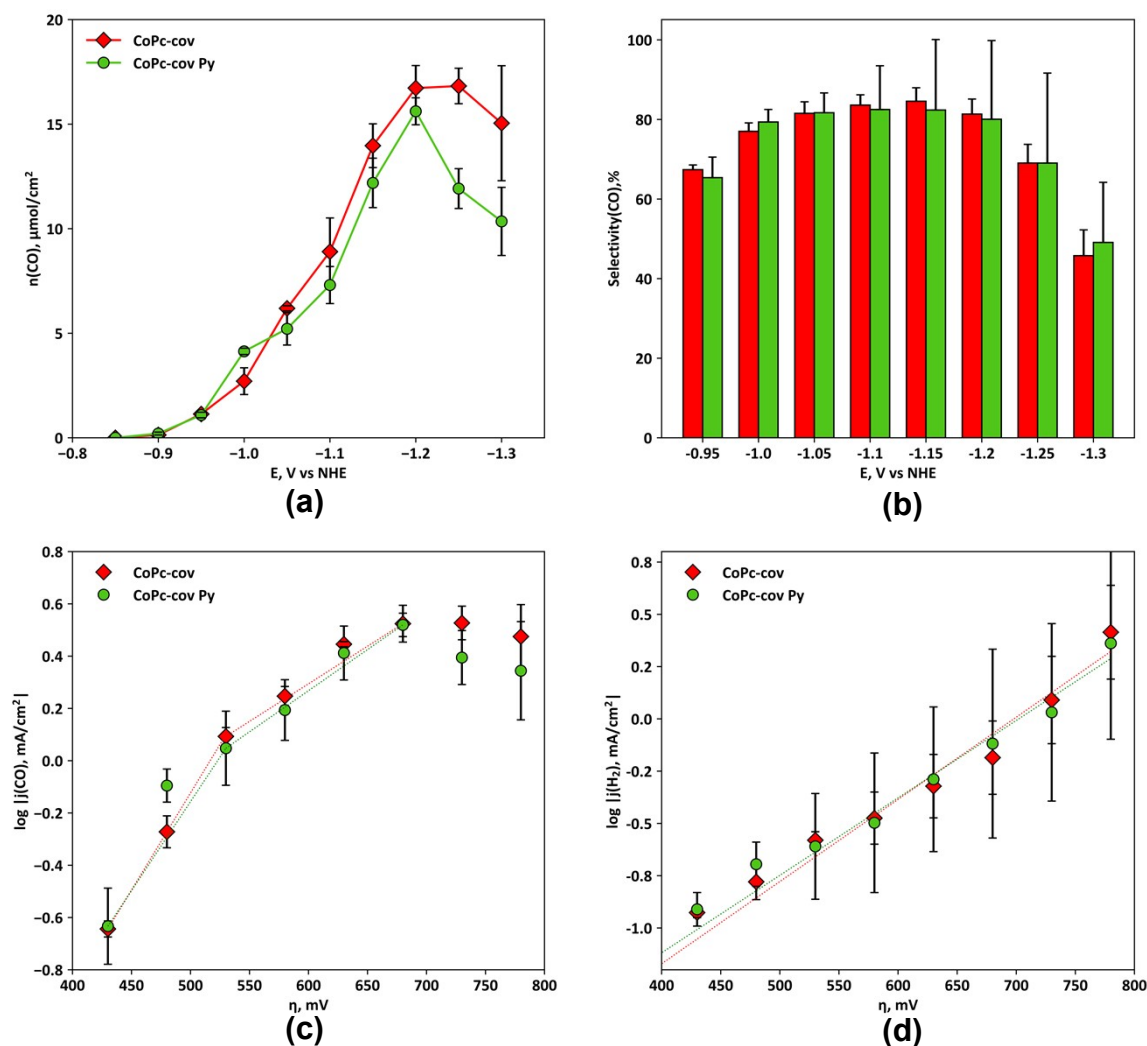 20
15
10
5
0
n(CO), µmol/cm²
CoPc-cov
CoPc-cov Py
−0.8 −0.9 −1.0 −1.1 −1.2 −1.3
E, V vs NHE
(a)
100
80
60
40
20
0
Selectivity(CO),%
-0.95 -1.0 -1.05 -1.1 -1.15 -1.2 -1.25 -1.3
E, V vs NHE
(b)
0.8
0.6
0.4
0.2
0.0
−0.2
−0.4
−0.6
−0.8
log |j(CO), mA/cm²|
CoPc-cov
CoPc-cov Py
400 450 500 550 600 650 700 750 800
η, mV
(c)
0.8
0.5
0.2
0.0
-0.2
-0.5
-0.8
-1.0
log |j(H₂), mA/cm²|
CoPc-cov
CoPc-cov Py
400 450 500 550 600 650 700 750 800
η, mV
(d)